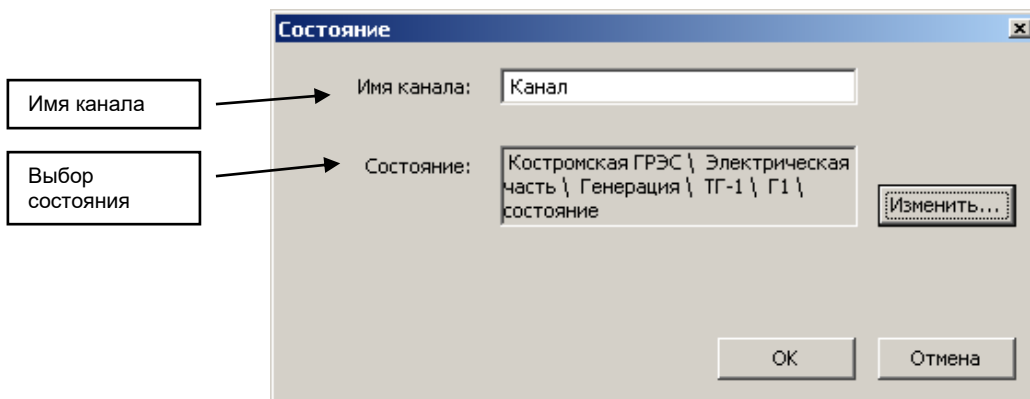 Состояние
Имя канала
Имя канала:
Канал
Выбор
состояния
Состояние:
Костромская ГРЭС \ Электрическая
часть \ Генерация \ ТГ-1 \ Г1 \
состояние
Изменить...
ОК
Отмена